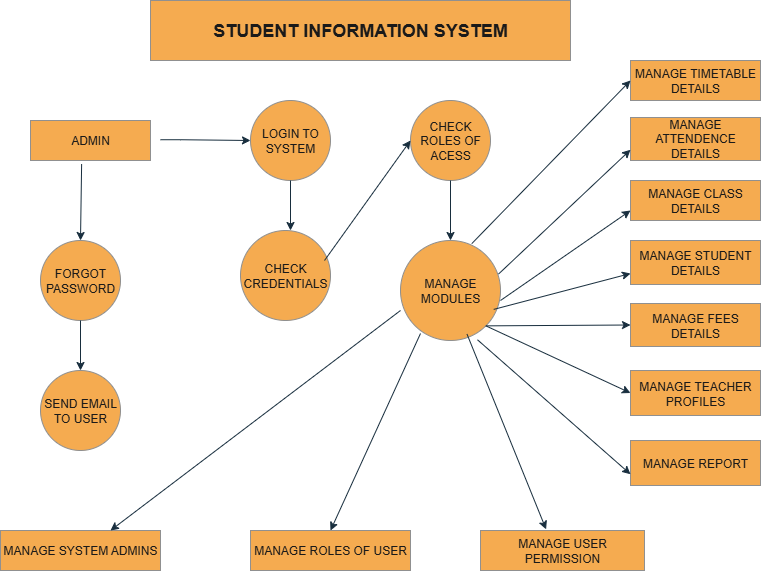 STUDENT INFORMATION SYSTEM
MANAGE TIMETABLE
DETAILS
ADMIN
LOGIN TO
SYSTEM
CHECK
ROLES OF
ACESS
MANAGE
ATTENDENCE
DETAILS
MANAGE CLASS
DETAILS
FORGOT
PASSWORD
CHECK
CREDENTIALS
MANAGE
MODULES
MANAGE STUDENT
DETAILS
MANAGE FEES
DETAILS
SEND EMAIL
TO USER
MANAGE TEACHER
PROFILES
MANAGE REPORT
MANAGE SYSTEM ADMINS
MANAGE ROLES OF USER
MANAGE USER
PERMISSION